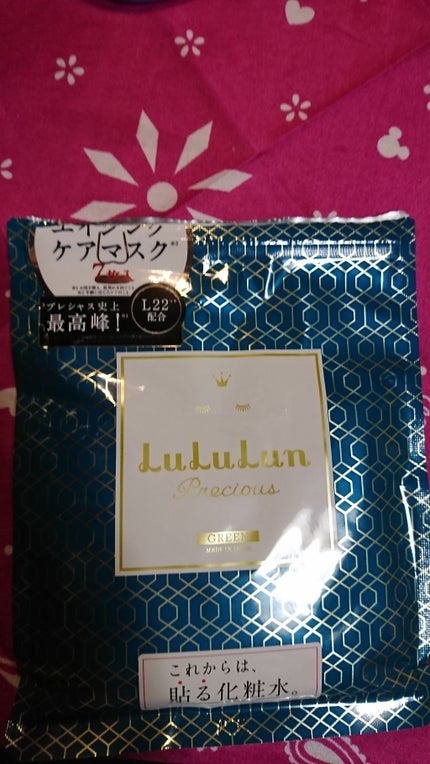 エイジング
ケアマスク
7枚入
プレシャス史上
最高峰!
L22
配合
LuLuLun
Precious
GREEN
MADE IN JAPAN
これからは、
貼る化粧水。